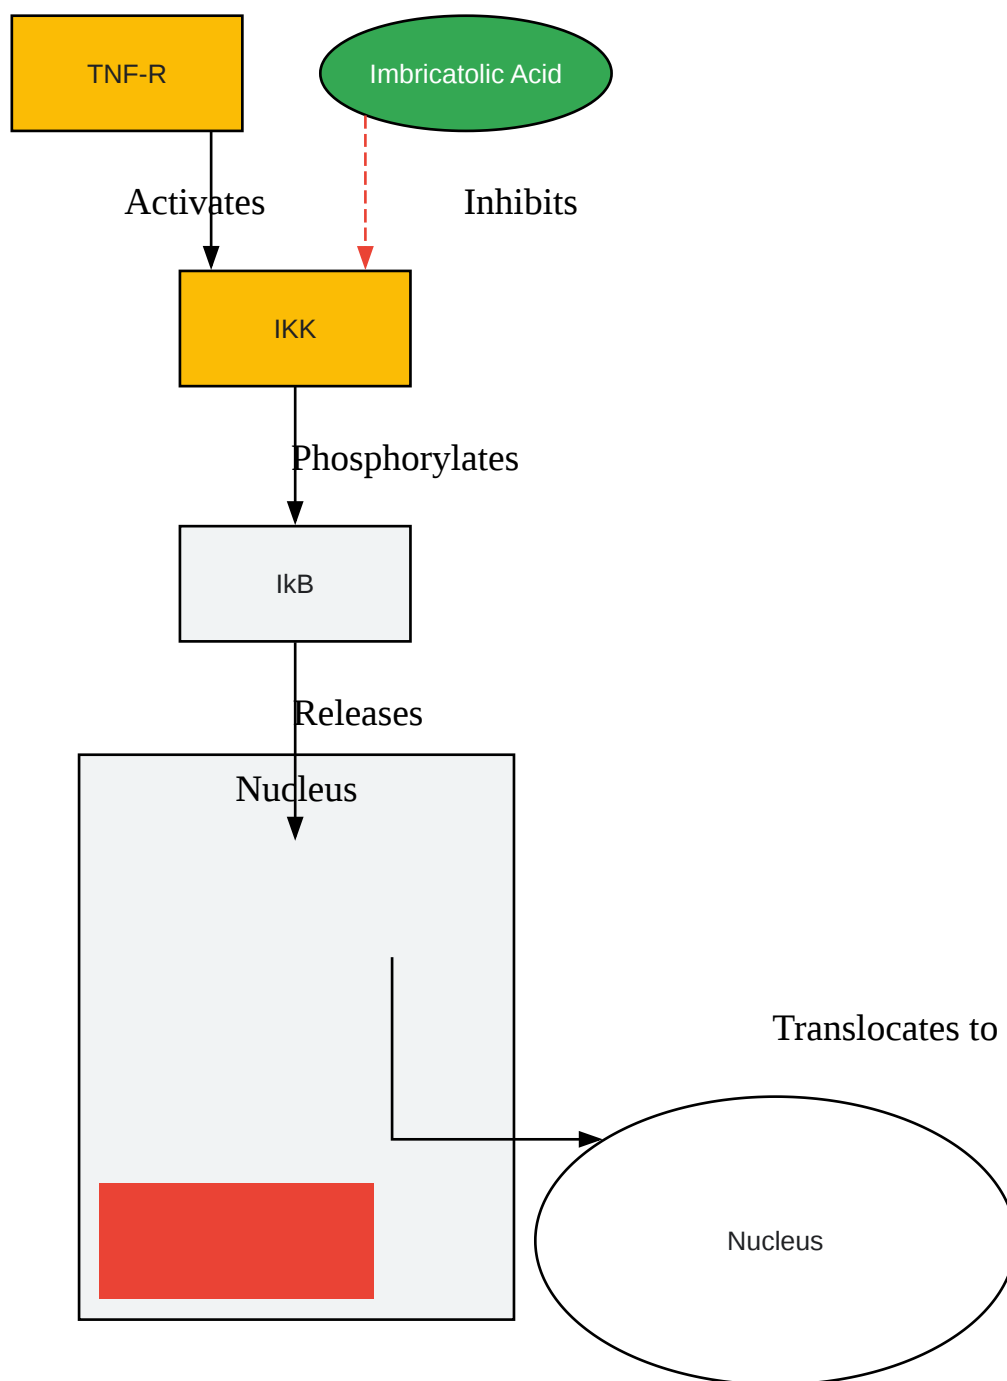 TNF-R
Imbricatolic Acid
Activates
Inhibits
IKK
Phosphorylates
IkB
Releases
Nucleus
Translocates to
Nucleus